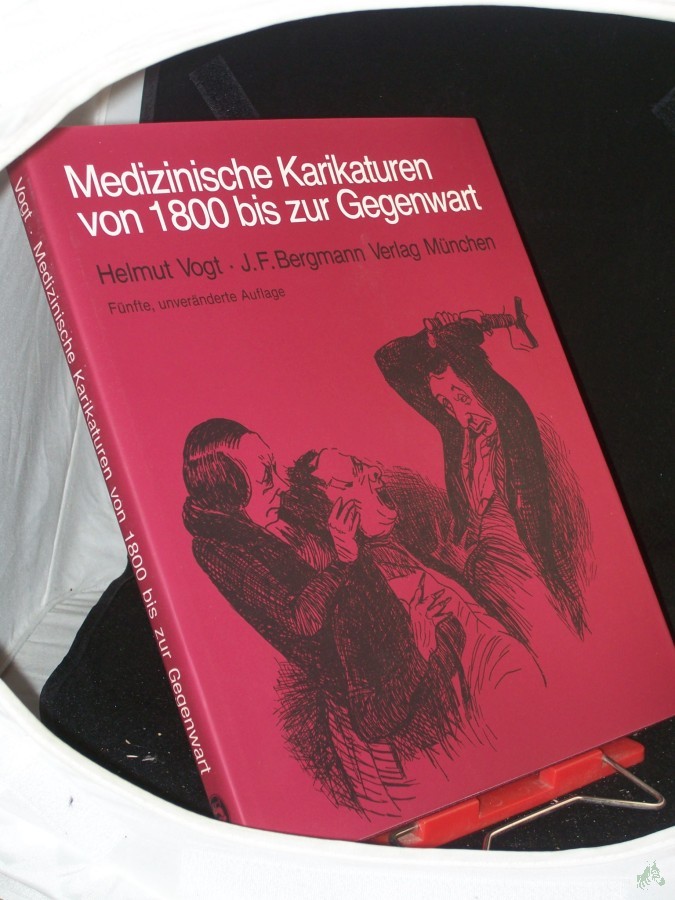 Medizinische Karikaturen
von 1800 bis zur Gegenwart
Helmut Vogt · J.F.Bergmann Verlag München
Fünfte, unveränderte Auflage
Vogt · Medizinische Karikaturen von 1800 bis zur Gegenwart